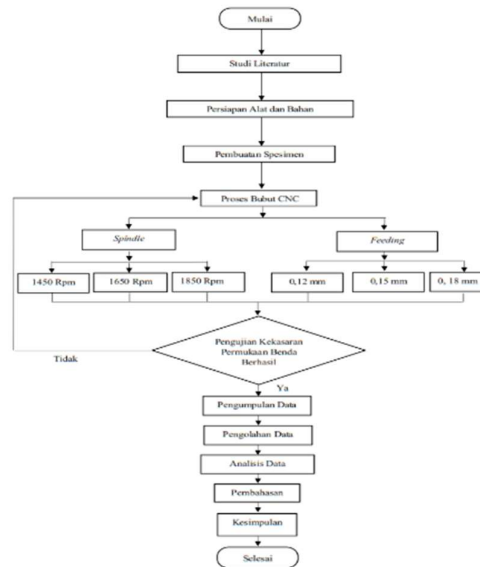 Mulai
Studi Literatur
Persiapan Alat dan Bahan
Pembuatan Spesimen
Proses Bubut CNC
Spindle
Feeding
1450 Rpm
1650 Rpm
1850 Rpm
0,12 mm
0,15 mm
0, 18 mm
Pengujian Kekasaran
Permukaan Benda
Berhasil
Tidak
Ya
Pengumpulan Data
Pengolahan Data
Analisis Data
Pembahasan
Kesimpulan
Selesai